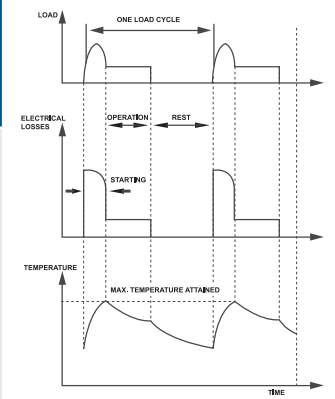 LOAD
ONE LOAD CYCLE
ELECTRICAL
LOSSES
OPERATION
REST
STARTING
TEMPERATURE
MAX. TEMPERATURE ATTAINED
TIME